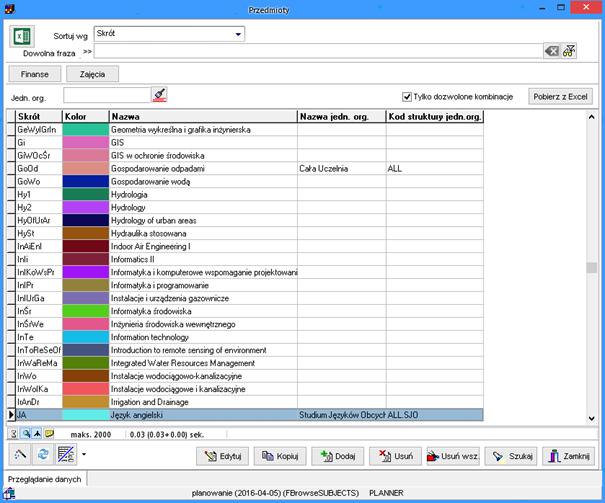 Przedmioty
Sortuj wg Skrót
Dowolna fraza >>
Finanse Zajęcia
Jedn. org. Tylko dozwolone kombinacje Pobierz z Excel
Skrót Kolor Nazwa Nazwa jedn. org. Kod struktury jedn.org.
GeWyIGrIn Geometria wykreślna i grafika inżynierska
Gi GIS
GIWOcŚr GIS w ochronie środowiska
GoOd Gospodarowanie odpadami Cała Uczelnia ALL
GoWo Gospodarowanie wodą
Hy1 Hydrologia
Hy2 Hydrology
HyOfUrAr Hydrology of urban areas
HySt Hydraulika stosowana
InAiEnI Indoor Air Engineering I
InIi Informatics II
InIKoWsPr Informatyka i komputerowe wspomaganie projektowani
InIPr Informatyka i programowanie
InIUrGa Instalacje i urządzenia gazownicze
InŚr Informatyka środowiska
InŚrWe Inżynieria środowiska wewnętrznego
InTe Information technology
InToReSeOf Introduction to remote sensing of environment
InWaReMa Integrated Water Resources Management
InWo Instalacje wodociągowo-kanalizacyjne
InWoIKa Instalacje wodociągowe i kanalizacyjne
IrAnDr Irrigation and Drainage
JA Język angielski Studium Języków Obcych ALL.SJO
maks. 2000 0.03 (0.03+0.00) sek.
Edytuj Kopiuj Dodaj Usuń Usuń wsz. Szukaj Zamknij
Przeglądanie danych
planowanie (2016-04-05) (FBrowseSUBJECTS) PLANNER